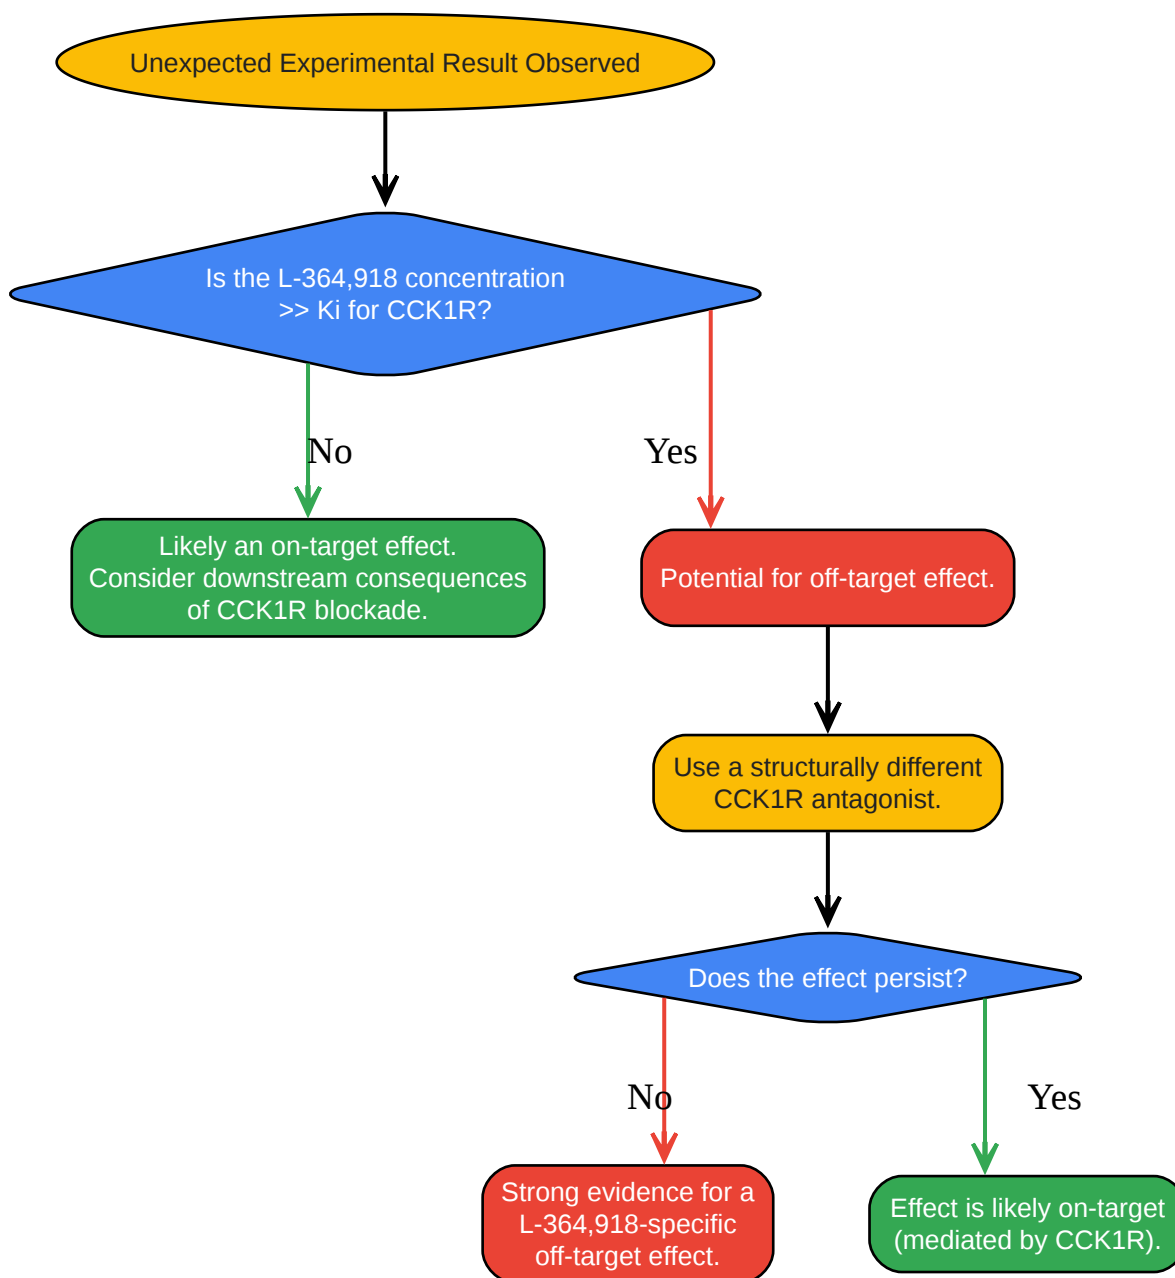 Unexpected Experimental Result Observed
Is the L-364,918 concentration
>> Ki for CCK1R?
No
Yes
Likely an on-target effect.
Consider downstream consequences
of CCK1R blockade.
Potential for off-target effect.
Use a structurally different
CCK1R antagonist.
Does the effect persist?
No
Yes
Strong evidence for a
L-364,918-specific
off-target effect.
Effect is likely on-target
(mediated by CCK1R).